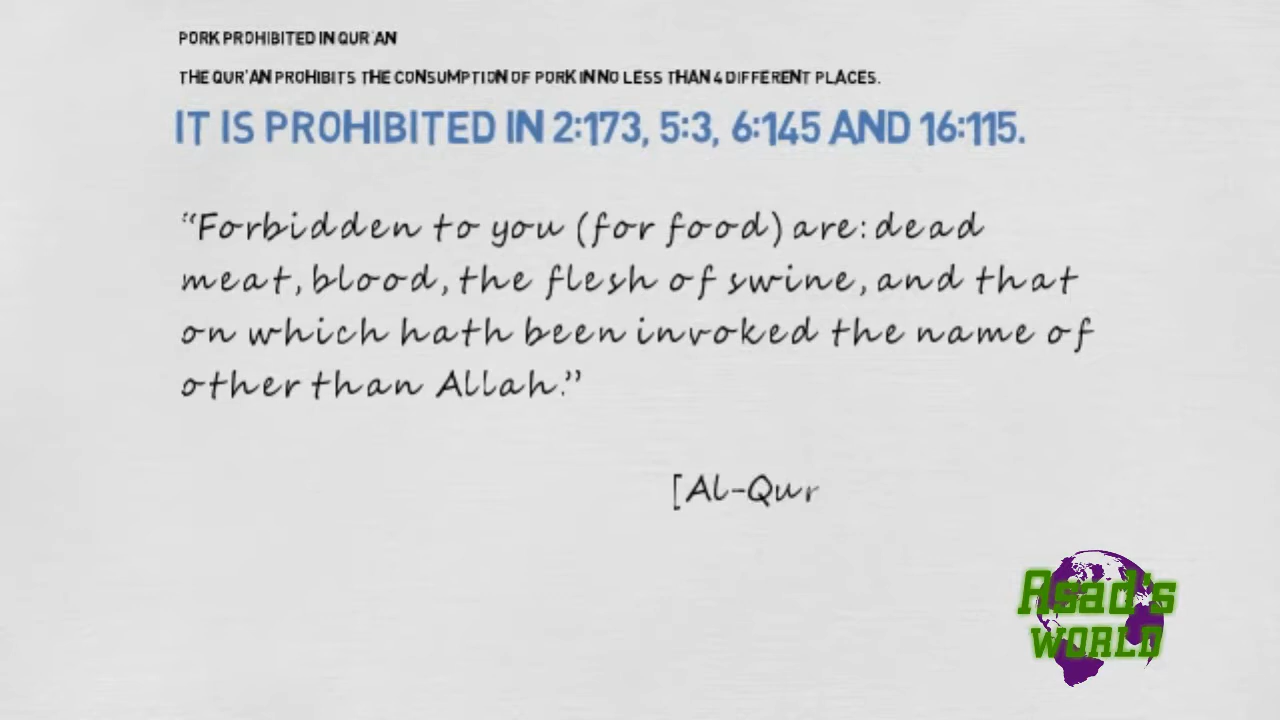 PORK PROHIBITED IN QUR'AN
THE QUR'AN PROHIBITS THE CONSUMPTION OF PORK IN NO LESS THAN 4 DIFFERENT PLACES.
IT IS PROHIBITED IN 2:173, 5:3, 6:145 AND 16:115.
“Forbidden to you (for food) are: dead
meat, blood, the flesh of swine, and that
on which hath been invoked the name of
other than Allah.”
[Al-Qur
Asad's
WORLD